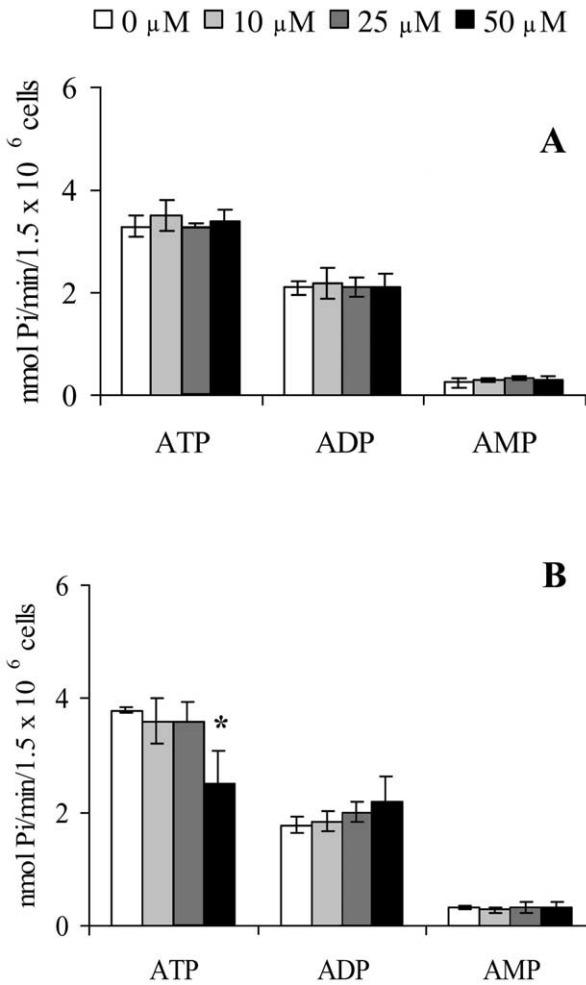 0 µM 10 µM 25 µM 50 µM
A
nmol Pi/min/1.5 x 10 6 cells
6
4
2
0
ATP ADP AMP
B
nmol Pi/min/1.5 x 10 6 cells
6
4
*
2
0
ATP ADP AMP